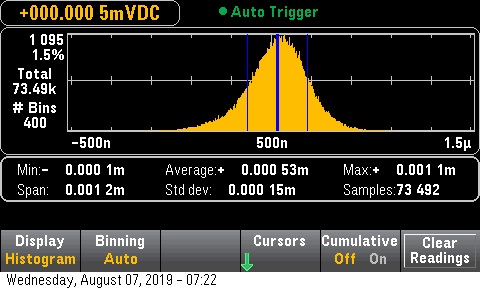 +000.000 5mVDC
Auto Trigger
1 095
1.5%
Total
73.49k
# Bins
400
-500n 500n 1.5µ
Min:- 0.000 1m Average:+ 0.000 53m Max:+ 0.001 1m
Span: 0.001 2m Std dev: 0.000 15m Samples:73 492
Display Binning Cursors Cumulative Clear
Histogram Auto Off On Readings
Wednesday, August 07, 2019 - 07:22